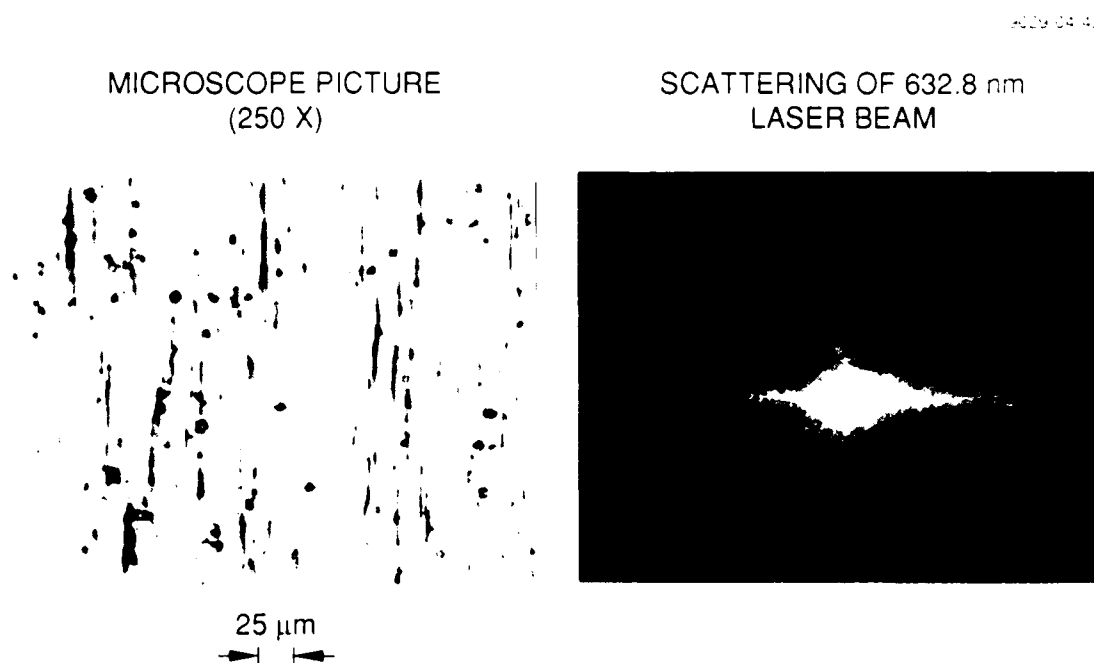 MICROSCOPE PICTURE
(250 X)
SCATTERING OF 632.8 nm
LASER BEAM
25 μm